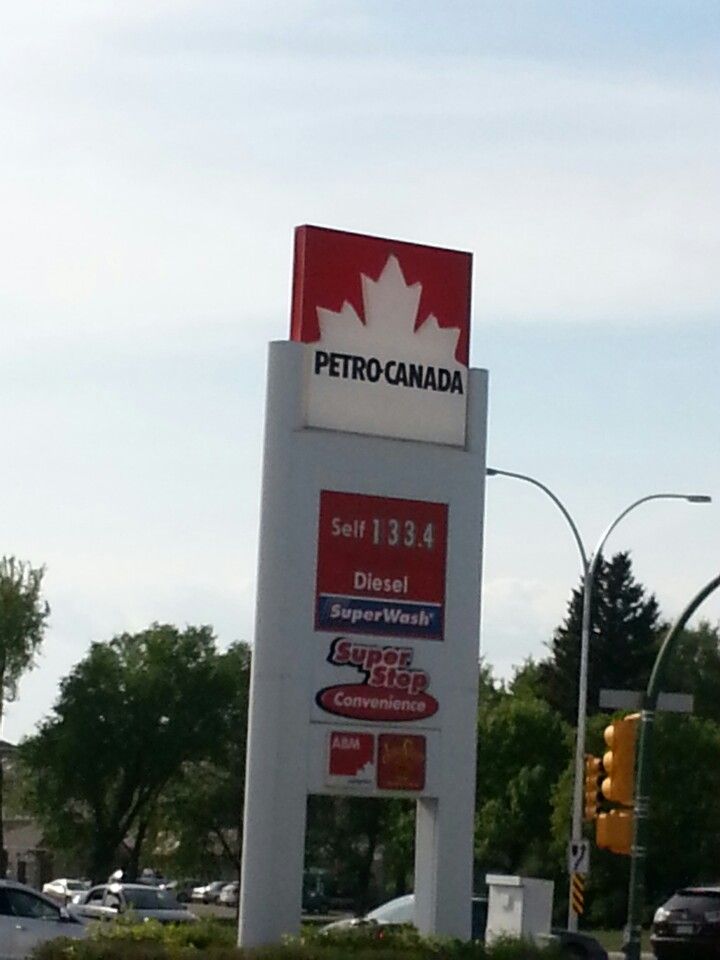 PETRO-CANADA
Self 133.4
Diesel
SuperWash
Super
Stop
Convenience
ABM